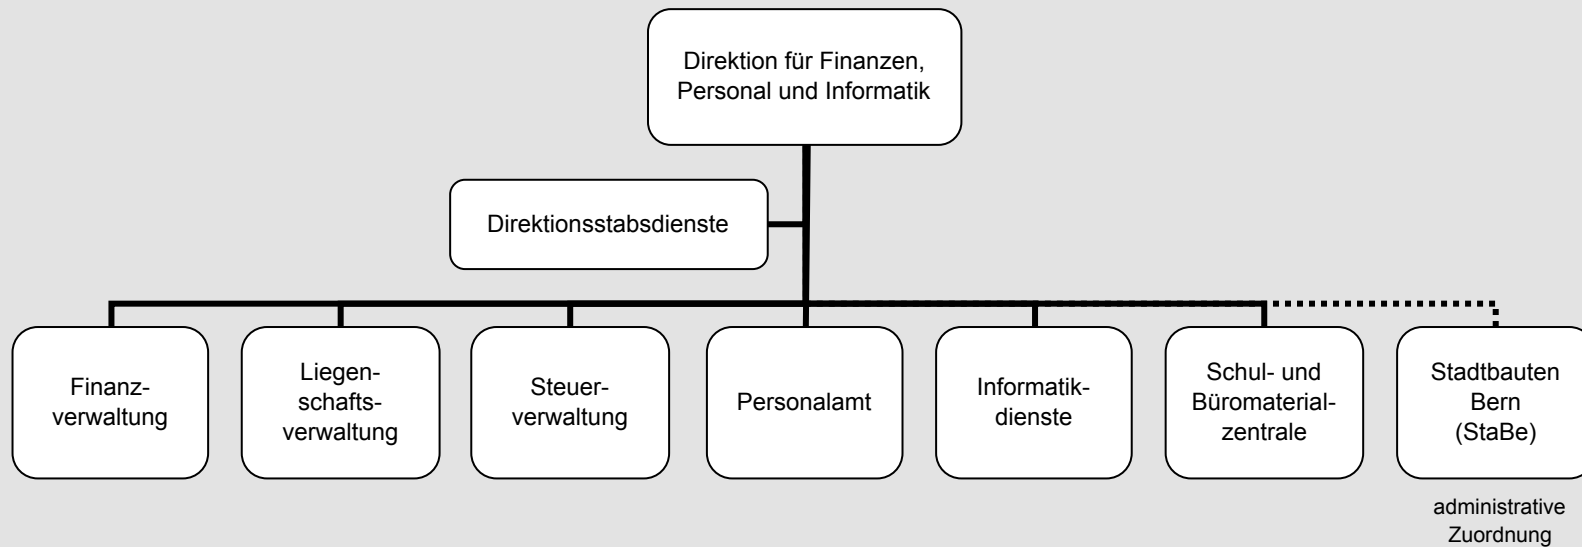 Direktion für Finanzen,
Personal und Informatik
Direktionsstabsdienste
Finanz-
verwaltung
Liegen-
schafts-
verwaltung
Steuer-
verwaltung
Personalamt
Informatik-
dienste
Schul- und
Büromaterial-
zentrale
Stadtbauten
Bern
(StaBe)
administrative
Zuordnung